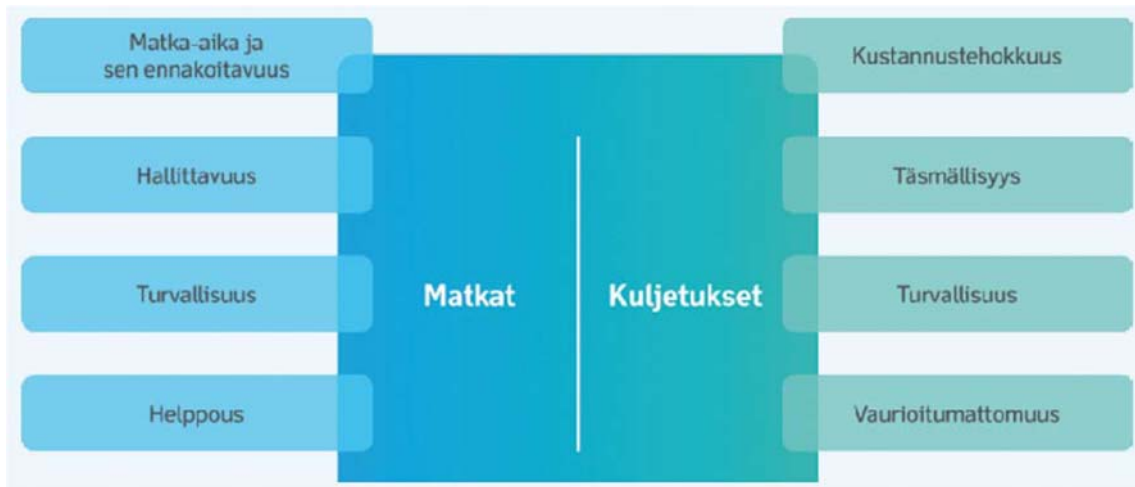 Matka-aika ja
sen ennakoitavuus
Hallittavuus
Turvallisuus
Helppous
Matkat
Kuljetukset
Kustannustehokkuus
Täsmällisyys
Turvallisuus
Vaurioitumattomuus